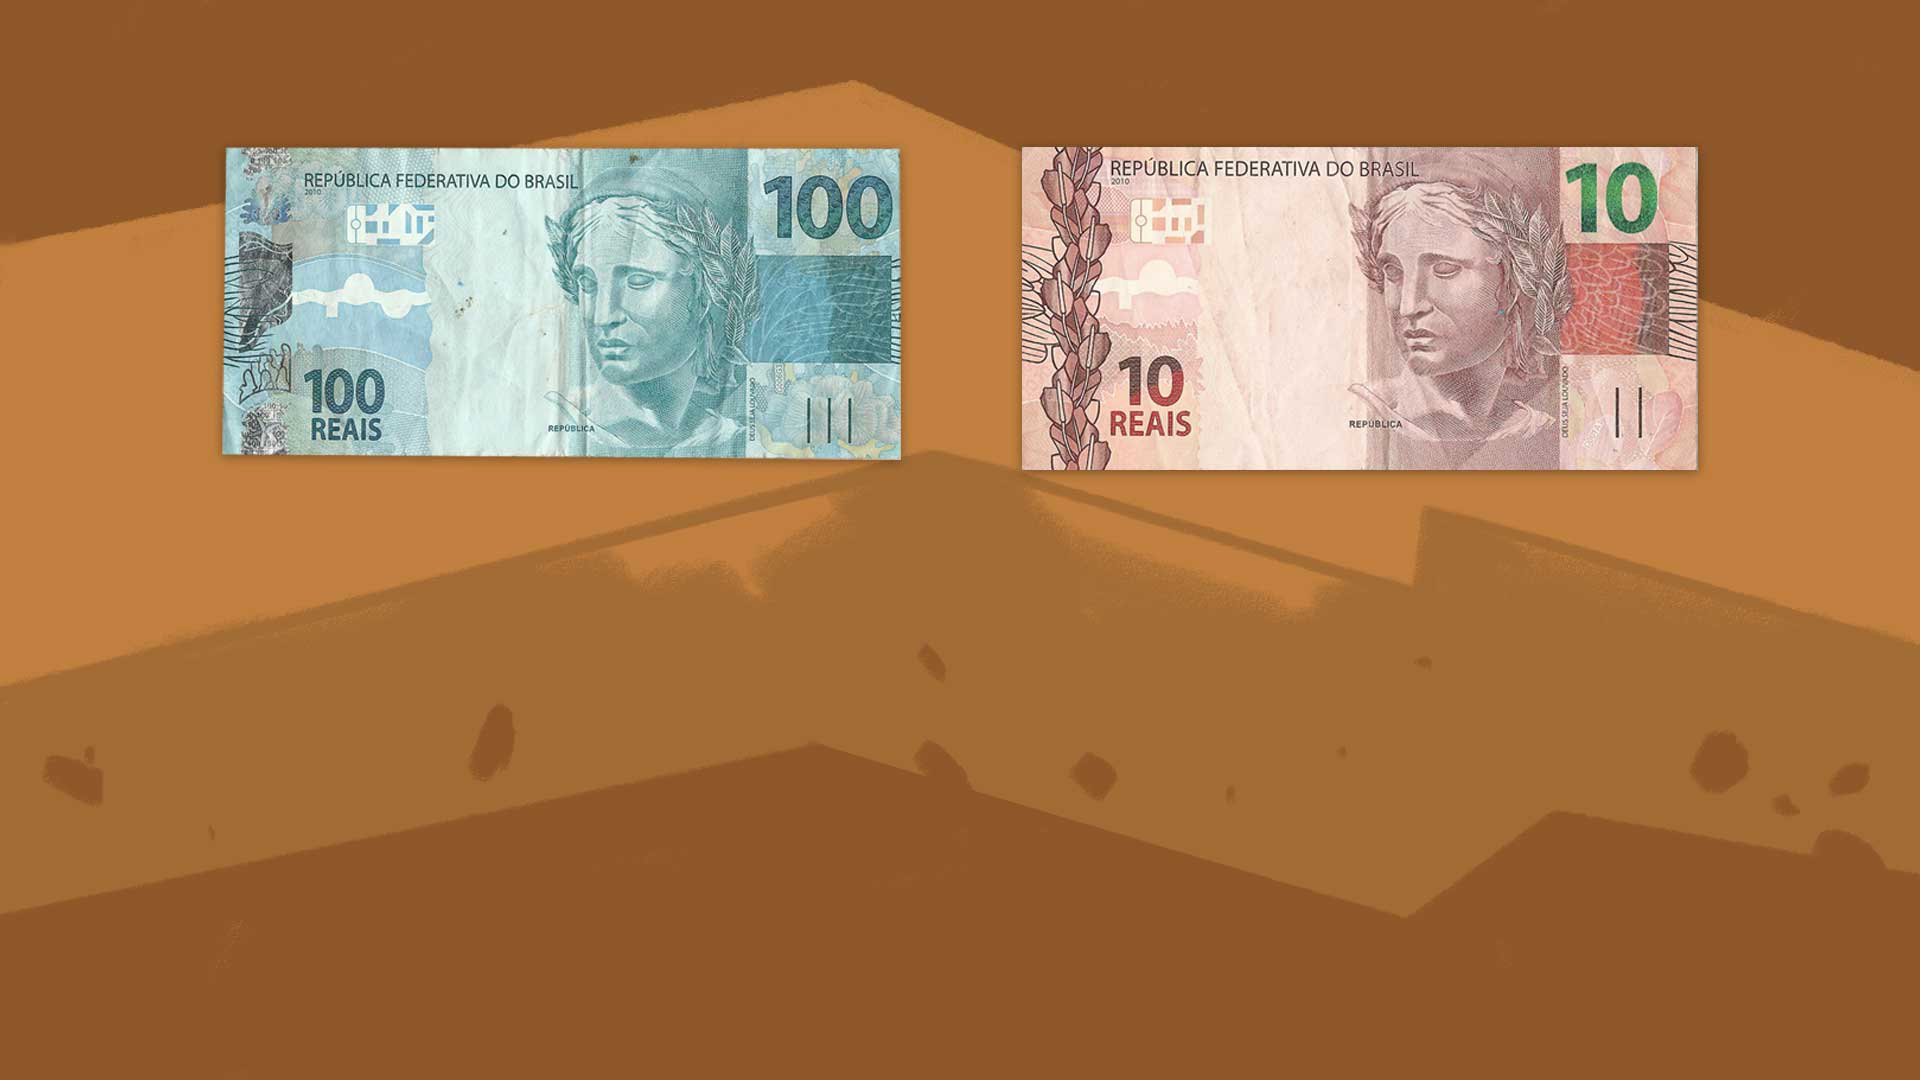 REPÚBLICA FEDERATIVA DO BRASIL
2010
100
100
REAIS
REPÚBLICA
DEUS SEJA LOUVADO
REPÚBLICA FEDERATIVA DO BRASIL
2010
10
10
REAIS
REPÚBLICA
DEUS SEJA LOUVADO